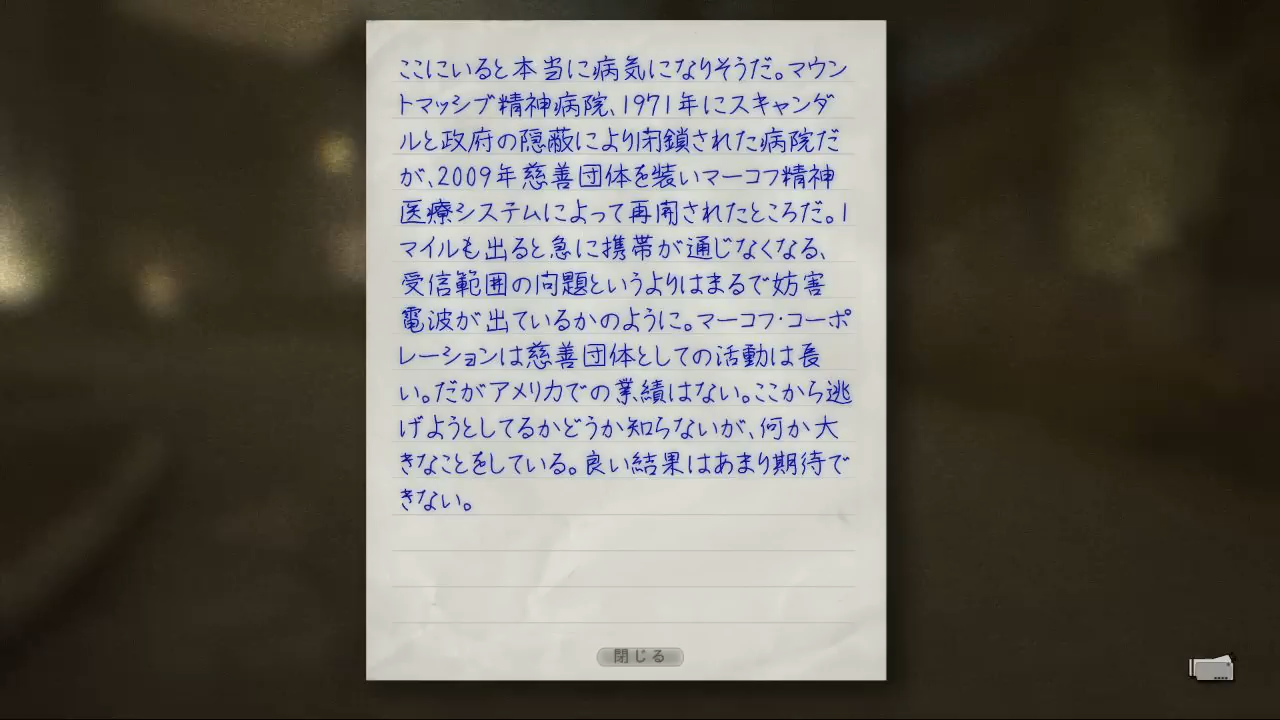 ここにいると本当に病気になりそうだ。マウン
トマッシブ精神病院、1971年にスキャンダ
ルと政府の隠蔽により閉鎖された病院だ
が、2009年慈善団体を装いマーコフ精神
医療システムによって再開されたところだ。1
マイルも出ると急に携帯が通じなくなる、
受信範囲の問題というよりはまるで妨害
電波が出ているかのように。マーコフ・コーポ
レーションは慈善団体としての活動は長
い。だがアメリカでの業績はない。ここから逃
げようとしてるかどうか知らないが、何か大
きなことをしている。良い結果はあまり期待で
きない。
閉じる